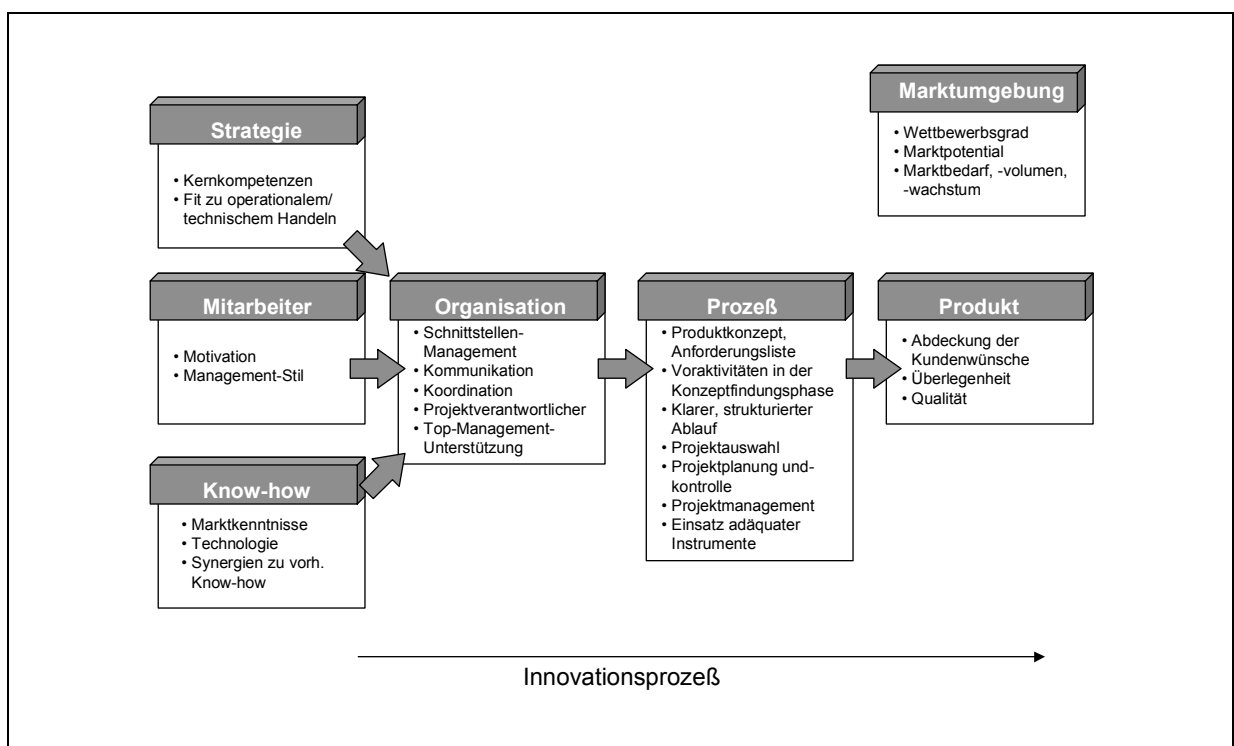 Marktumgebung
• Wettbewerbsgrad
• Marktpotential
• Marktbedarf, -volumen,
-wachstum
Strategie
• Kernkompetenzen
• Fit zu operationalem/
technischem Handeln
Mitarbeiter
• Motivation
• Management-Stil
Know-how
• Marktkenntnisse
• Technologie
• Synergien zu vorh.
Know-how
Organisation
• Schnittstellen-
Management
• Kommunikation
• Koordination
• Projektverantwortlicher
• Top-Management-
Unterstützung
Prozeß
• Produktkonzept,
Anforderungsliste
• Voraktivitäten in der
Konzeptfindungsphase
• Klarer, strukturierter
Ablauf
• Projektauswahl
• Projektplanung und-
kontrolle
• Projektmanagement
• Einsatz adäquater
Instrumente
Produkt
• Abdeckung der
Kundenwünsche
• Überlegenheit
• Qualität
Innovationsprozeß